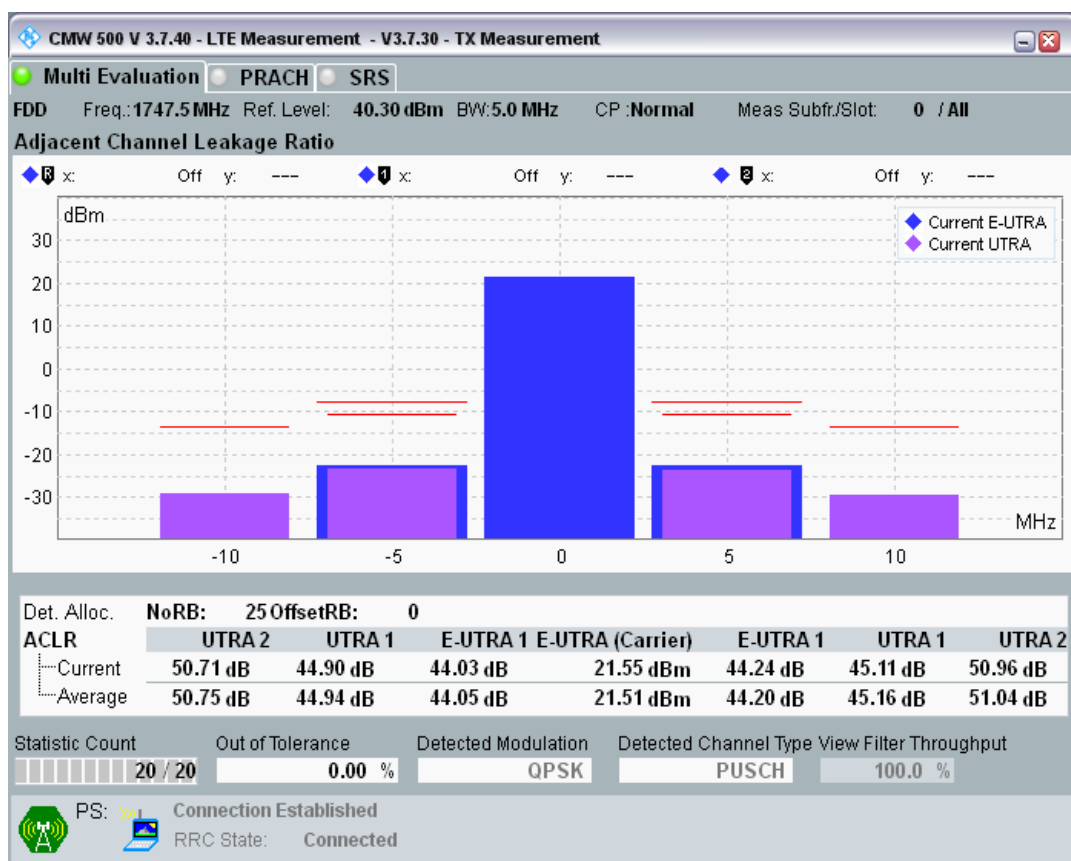 CMW 500 V 3.7.40 - LTE Measurement - V3.7.30 - TX Measurement
Multi Evaluation PRACH SRS
FDD Freq.: 1747.5 MHz Ref. Level: 40.30 dBm BW: 5.0 MHz CP : Normal Meas Subfr./Slot: 0 / All
Adjacent Channel Leakage Ratio
R x: Off y: --- 1 x: Off y: --- 2 x: Off y: ---
dBm
Current E-UTRA
Current UTRA
30
20
10
0
-10
-20
-30
MHz
-10 -5 0 5 10
Det. Alloc. NoRB: 25 OffsetRB: 0
ACLR UTRA 2 UTRA 1 E-UTRA 1 E-UTRA (Carrier) E-UTRA 1 UTRA 1 UTRA 2
Current 50.71 dB 44.90 dB 44.03 dB 21.55 dBm 44.24 dB 45.11 dB 50.96 dB
Average 50.75 dB 44.94 dB 44.05 dB 21.51 dBm 44.20 dB 45.16 dB 51.04 dB
Statistic Count Out of Tolerance Detected Modulation Detected Channel Type View Filter Throughput
20 / 20 0.00 % QPSK PUSCH 100.0 %
PS: Connection Established
RRC State: Connected